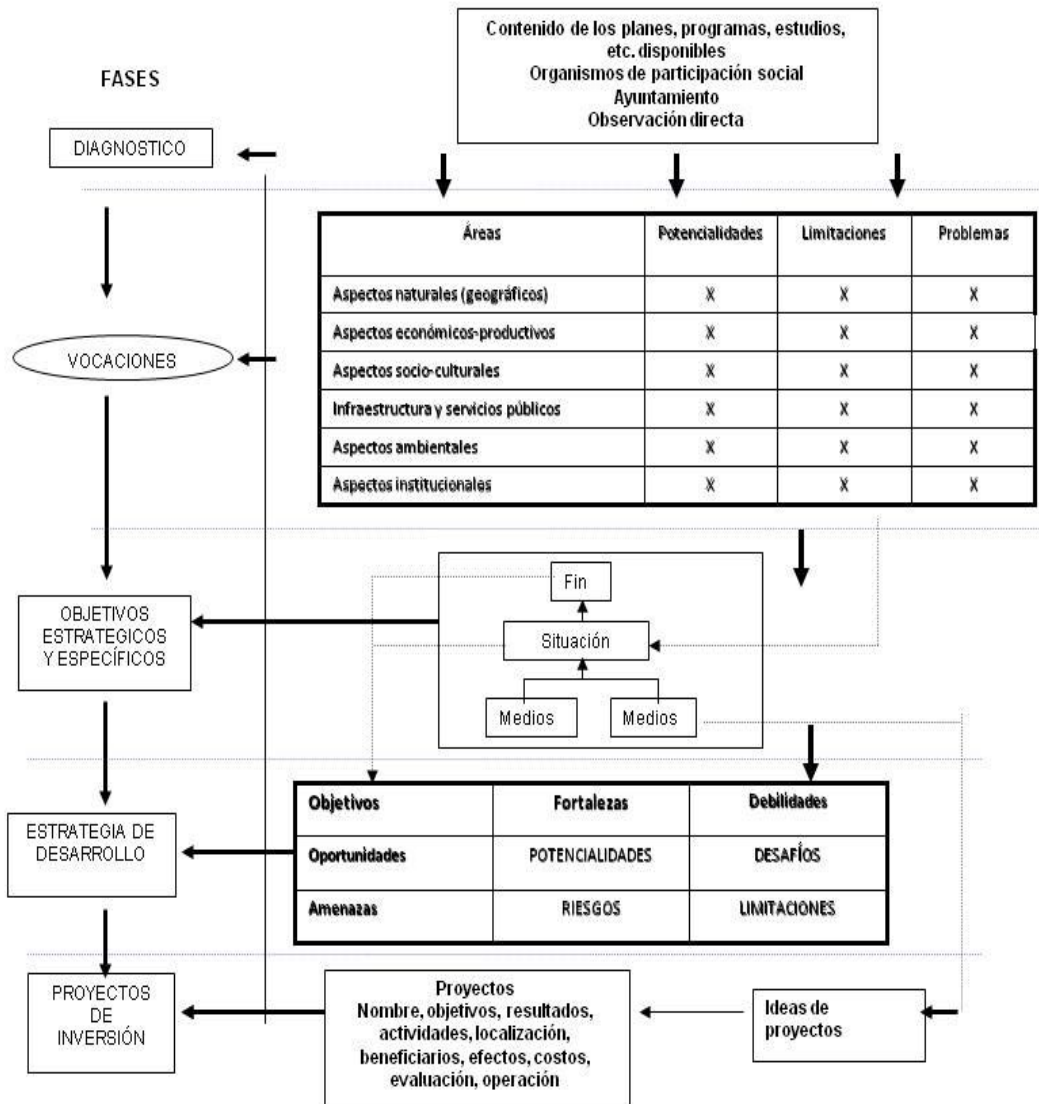 Contenido de los planes, programas, estudios,
etc. disponibles
Organismos de participación social
Ayuntamiento
Observación directa
FASES
DIAGNOSTICO
Áreas Potencialidades Limitaciones Problemas
Aspectos naturales (geográficos) X X X
Aspectos económicos-productivos X X X
Aspectos socio-culturales X X X
Infraestructura y servicios públicos X X X
Aspectos ambientales X X X
Aspectos institucionales X X X
VOCACIONES
Fin
Situación
Medios Medios
OBJETIVOS
ESTRATEGICOS
Y ESPECÍFICOS
Objetivos Fortalezas Debilidades
Oportunidades POTENCIALIDADES DESAFÍOS
Amenazas RIESGOS LIMITACIONES
ESTRATEGIA DE
DESARROLLO
PROYECTOS
DE
INVERSIÓN
Proyectos
Nombre, objetivos, resultados,
actividades, localización,
beneficiarios, efectos, costos,
evaluación, operación
Ideas de
proyectos